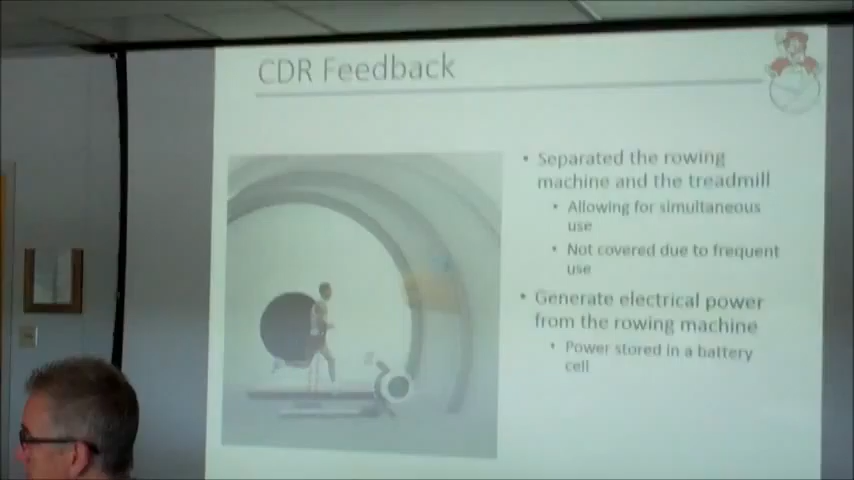 CDR Feedback
• Separated the rowing
machine and the treadmill
• Allowing for simultaneous
use
• Not covered due to frequent
use
• Generate electrical power
from the rowing machine
• Power stored in a battery
cell